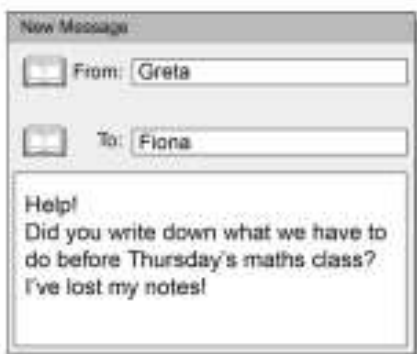 New Message
From: Greta
To: Fiona
Help!
Did you write down what we have to
do before Thursday's maths class?
I've lost my notes!